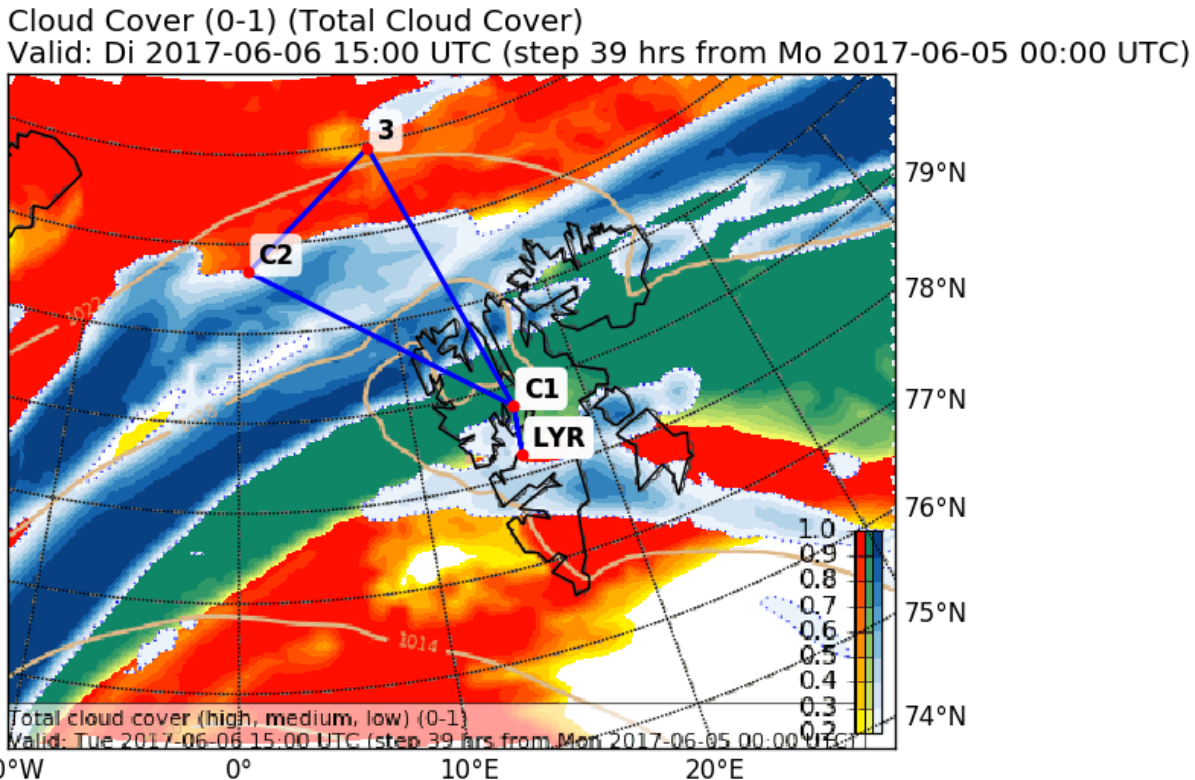 Cloud Cover (0-1) (Total Cloud Cover)
Valid: Di 2017-06-06 15:00 UTC (step 39 hrs from Mo 2017-06-05 00:00 UTC)
3
79°N
C2
78°N
1022
C1
77°N
LYR
76°N
1.0
0.9
0.8
0.7
75°N
0.6
0.5
1014
0.4
0.3
74°N
0.2
Total cloud cover (high, medium, low) (0-1)
Valid: Tue 2017-06-06 15:00 UTC (step 39 hrs from Mon 2017-06-05 00:00 UTC)
0°W
0°
10°E
20°E